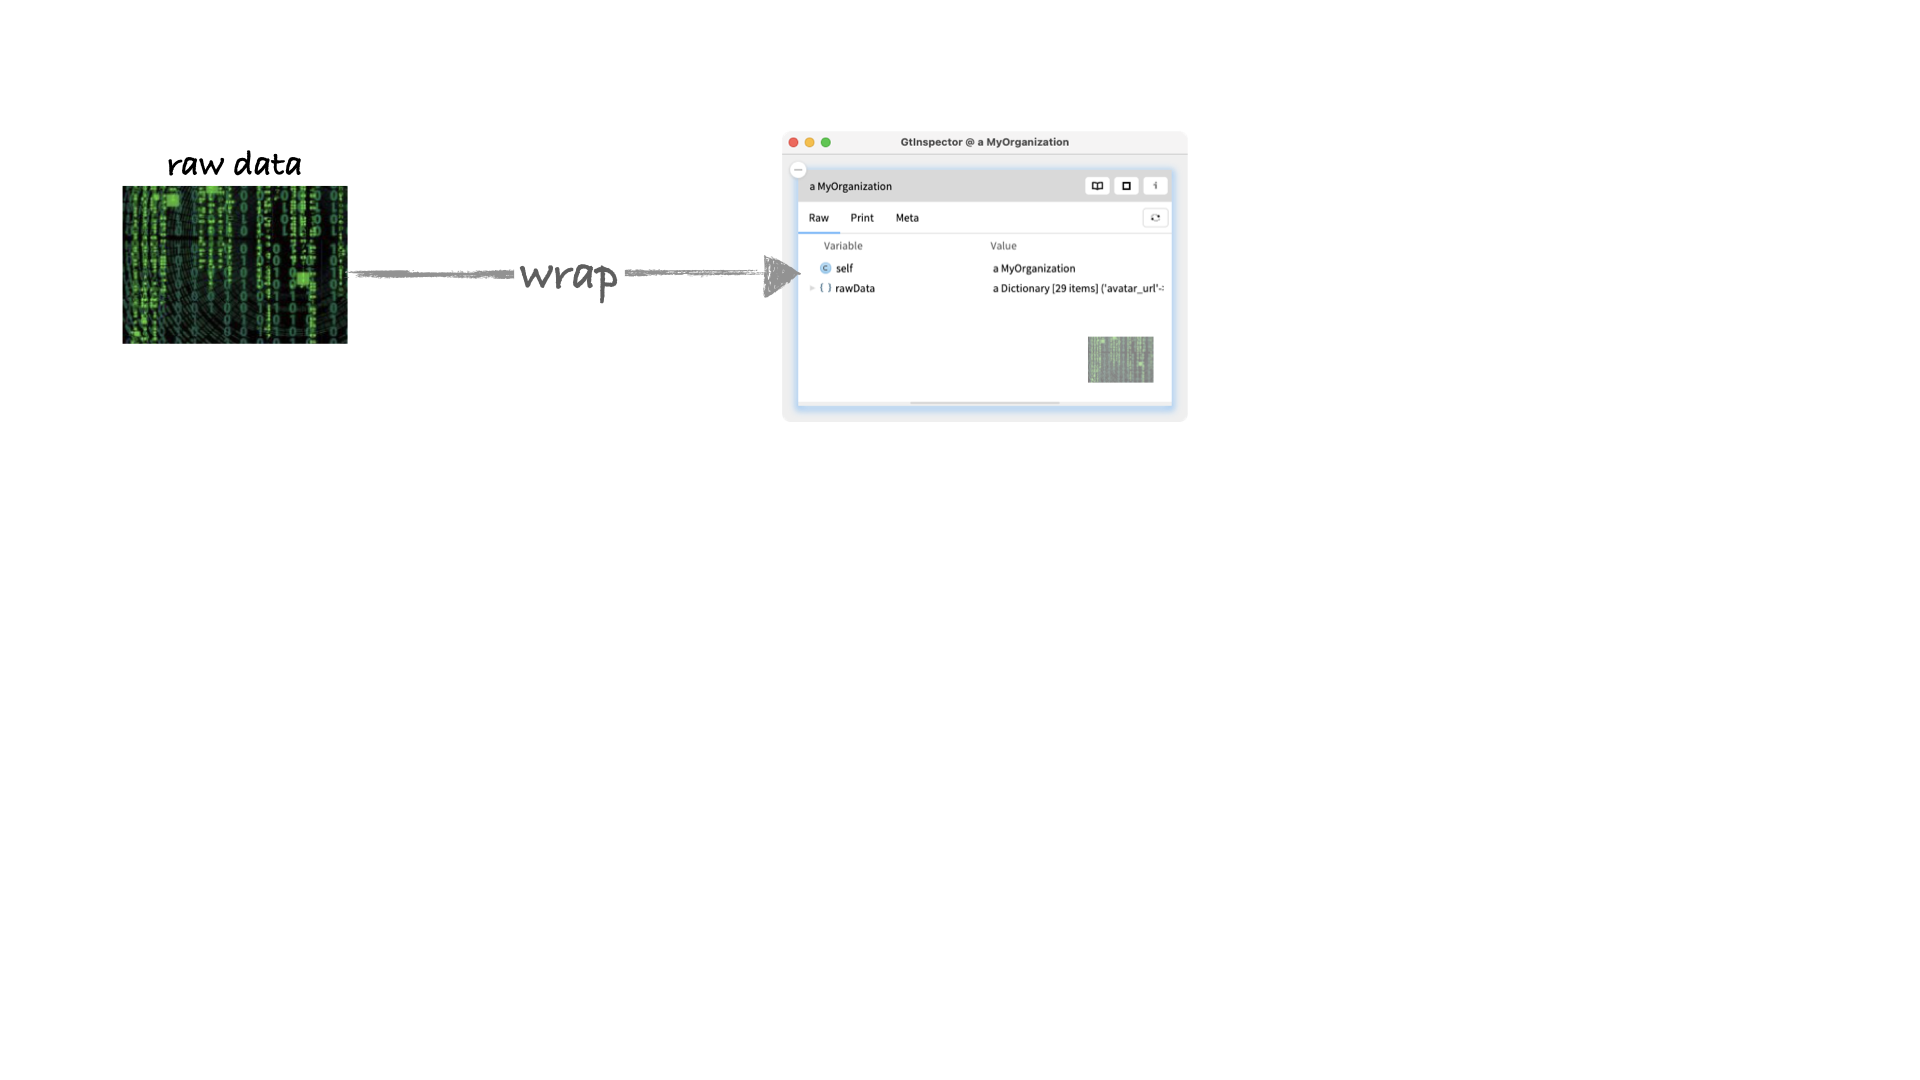 raw data
wrap
GtInspector @ a MyOrganization
a MyOrganization
Raw Print Meta
Variable Value
self a MyOrganization
rawData a Dictionary [29 items] ('avatar_url'-